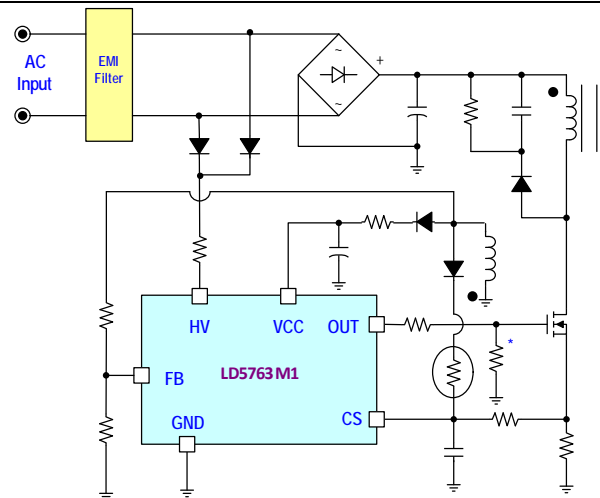 AC
Input
EMI
Filter
~
+
~
HV
VCC
OUT
*
FB
LD5763 M1
CS
GND